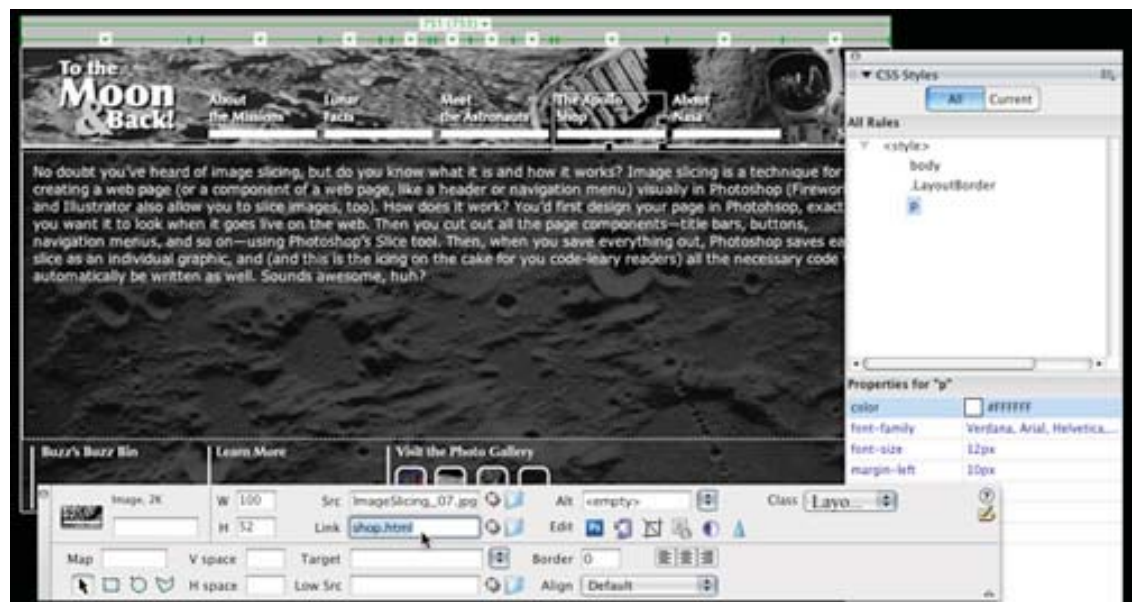 751 (753)
To the
Moon
& Back!
About
the Missions
Lunar
Facts
Meet
the Astronauts
The Apollo
Shop
About
Nasa
No doubt you've heard of image slicing, but do you know what it is and how it works? Image slicing is a technique for
creating a web page (or a component of a web page, like a header or navigation menu) visually in Photoshop (Firewor
and Illustrator also allow you to slice images, too). How does it work? You'd first design your page in Photohsop, exact
you want it to look when it goes live on the web. Then you cut out all the page components—title bars, buttons,
navigation menus, and so on—using Photoshop's Slice tool. Then, when you save everything out, Photoshop saves ea
slice as an individual graphic, and (and this is the icing on the cake for you code-leary readers) all the necessary code
automatically be written as well. Sounds awesome, huh?
Buzz's Buzz Bin
Learn More
Visit the Photo Gallery
CSS Styles
All Current
All Rules
<style>
body
.LayoutBorder
p
Properties for "p"
color #FFFFFF
font-family Verdana, Arial, Helvetica,...
font-size 12px
margin-left 10px
Image, 2K W 100 Src ImageSlicing_07.jpg Alt <empty> Class Layo...
H 52 Link shop.html Edit Ps
Map V space Target Border 0
H space Low Src Align Default